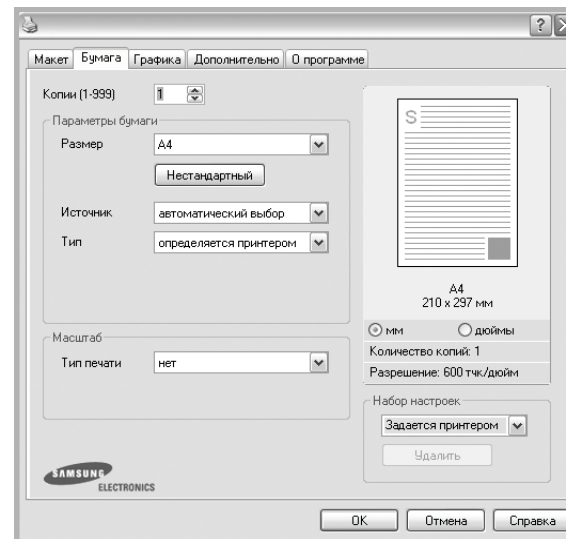 ?
Макет Бумага Графика Дополнительно О программе
Копии (1-999) 1
Параметры бумаги
Размер A4
Нестандартный
Источник автоматический выбор
Тип определяется принтером
Масштаб
Тип печати нет
SAMSUNG
ELECTRONICS
S
A4
210 x 297 мм
мм дюймы
Количество копий: 1
Разрешение: 600 тчк/дюйм
Набор настроек
Задается принтером
Удалить
OK Отмена Справка